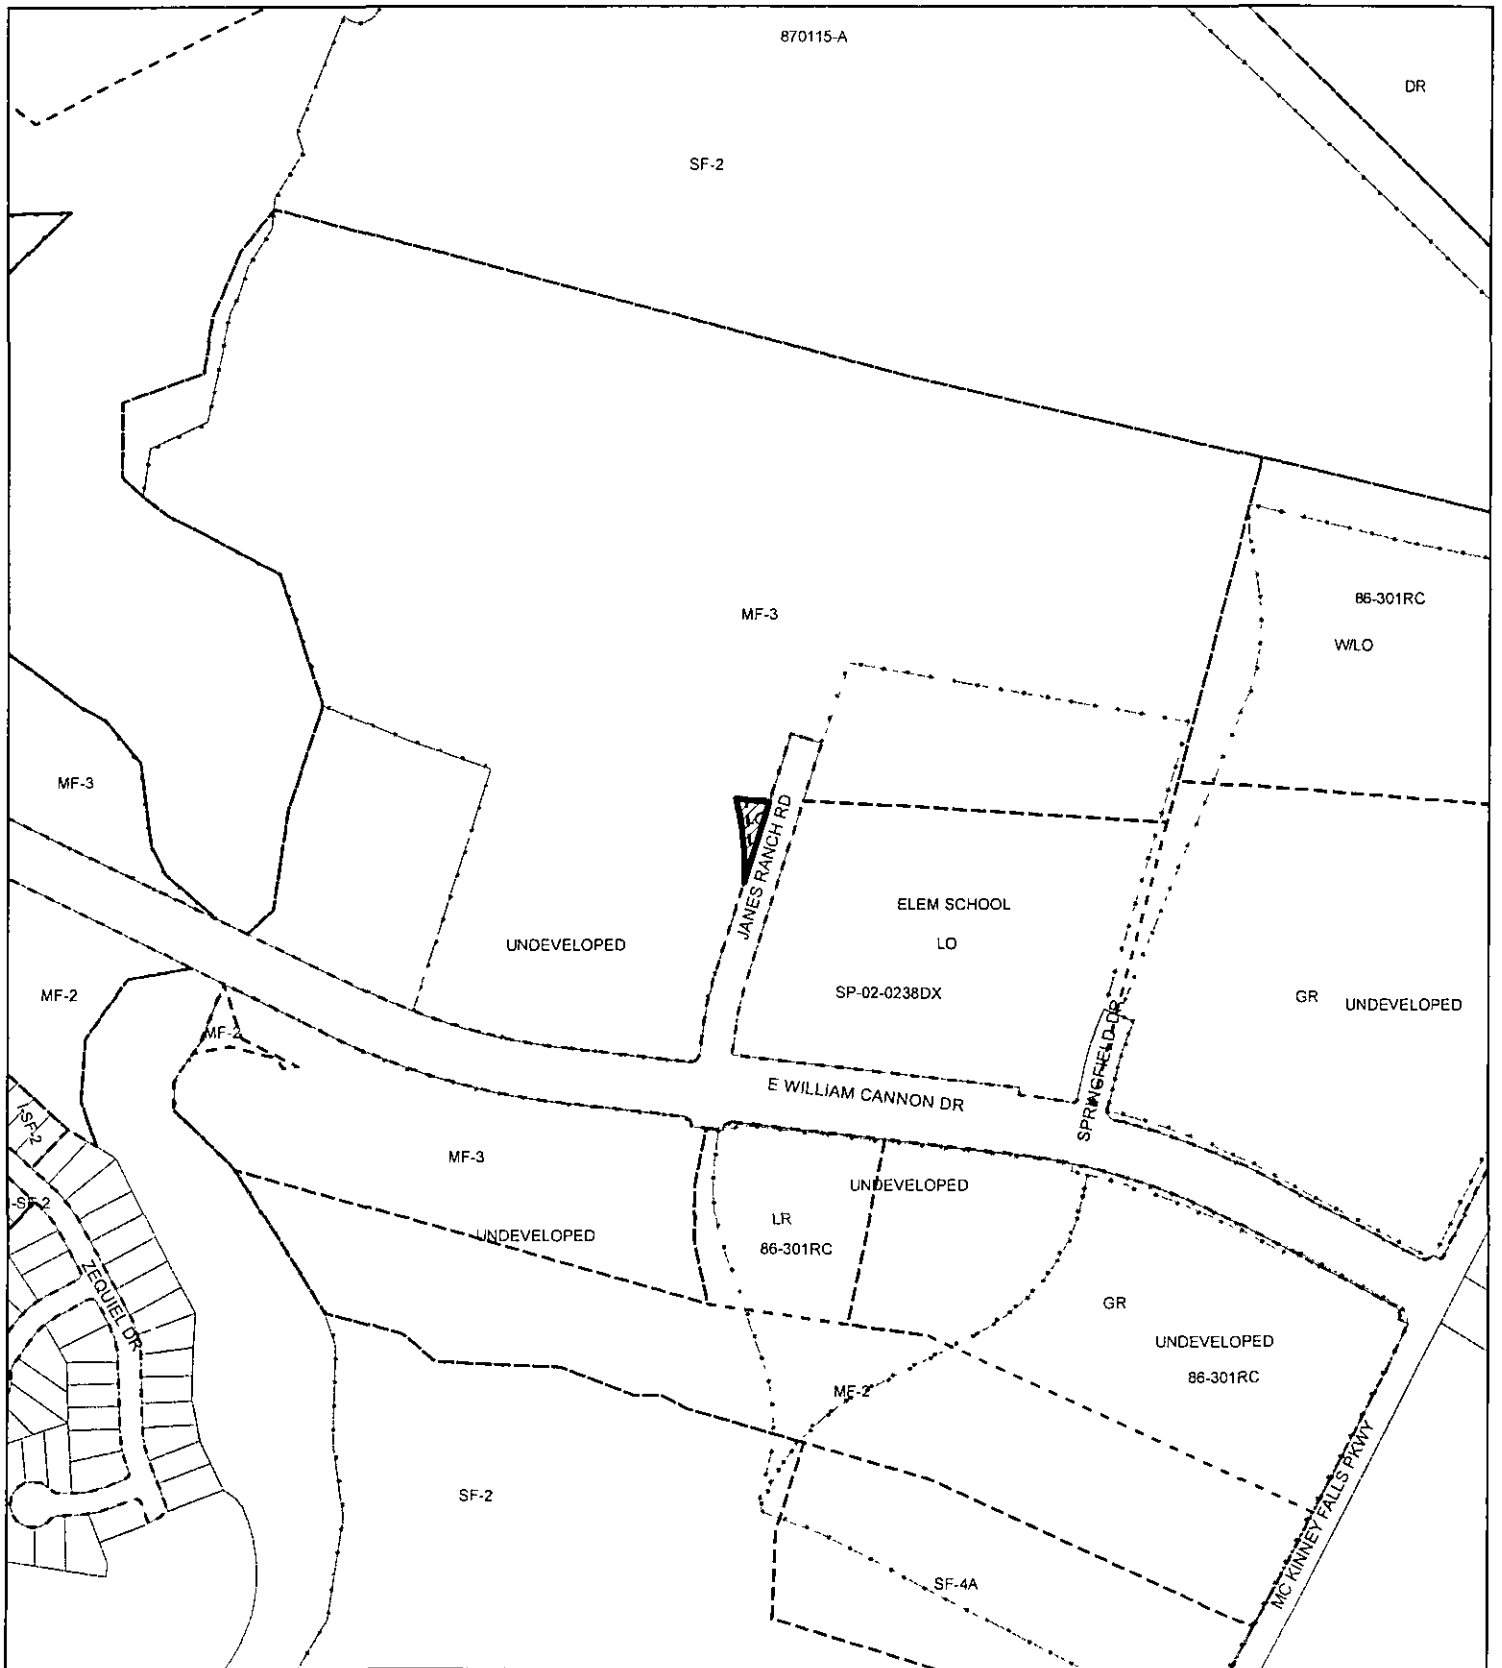 870115-A
DR
SF-2
86-301RC
MF-3
W/LO
MF-3
JANES RANCH RD
ELEM SCHOOL
UNDEVELOPED
LO
SP-02-0238DX
MF-2
GR UNDEVELOPED
MF-2
SPRINGFIELD DR
E WILLIAM CANNON DR
SF-2
MF-3
UNDEVELOPED
-SF-2
LR
UNDEVELOPED
86-301RC
ZEQUIEL DR
GR
UNDEVELOPED
86-301RC
MF-2
MC KINNEY FALLS PKWY
SF-2
SF-4A